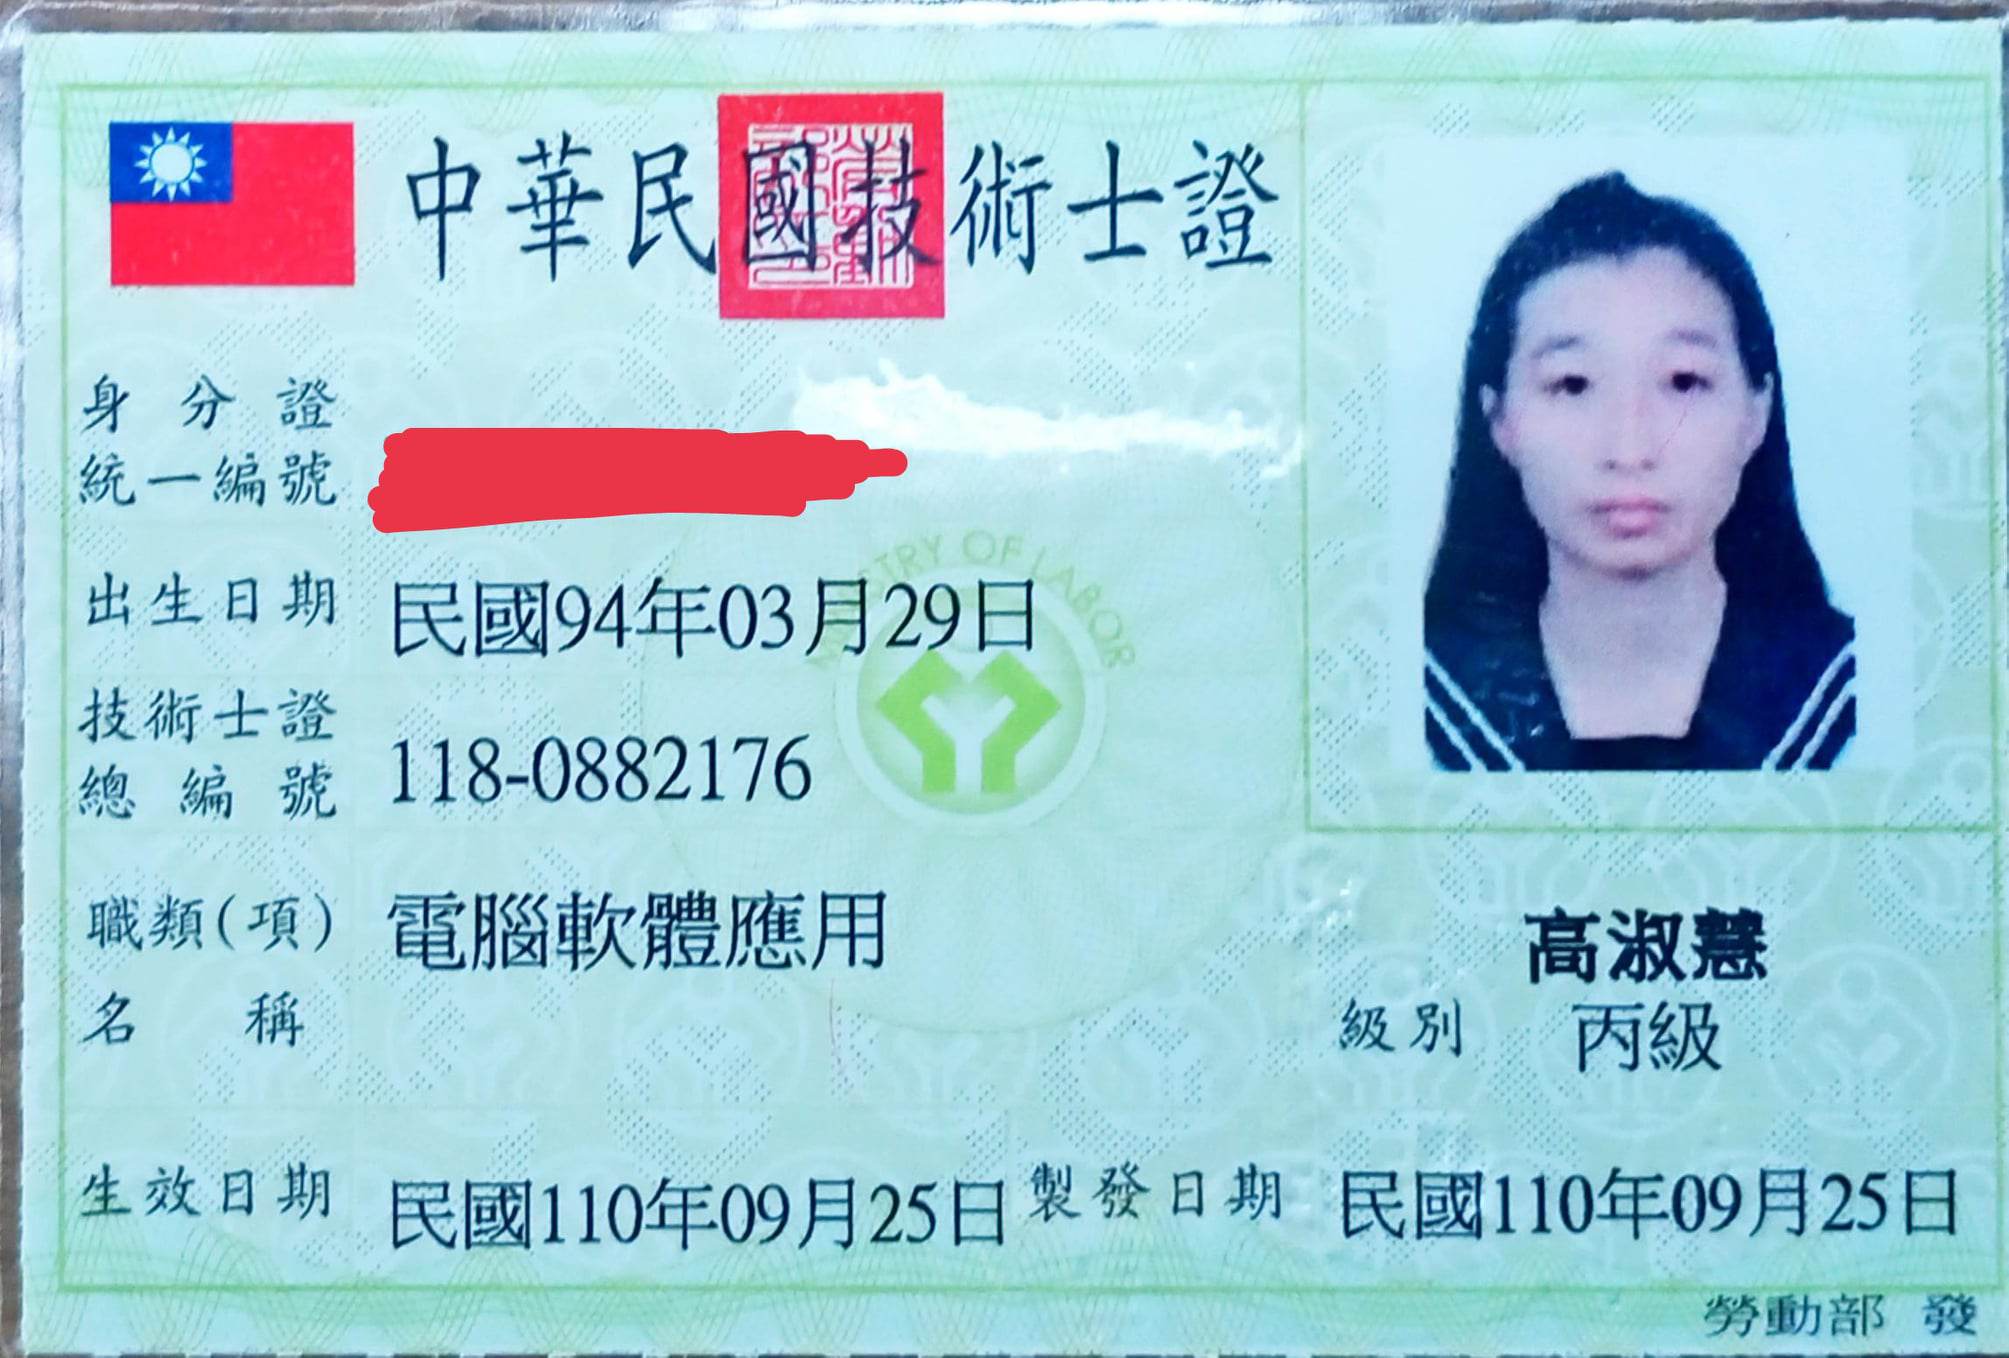 中華民國技術士證
身分證
統一編號
出生日期 民國94年03月29日
MINISTRY OF LABOR
技術士證
總編號 118-0882176
職類(項) 電腦軟體應用
名稱
高淑慧
級別 丙級
生效日期 民國110年09月25日 製發日期 民國110年09月25日
勞動部 發